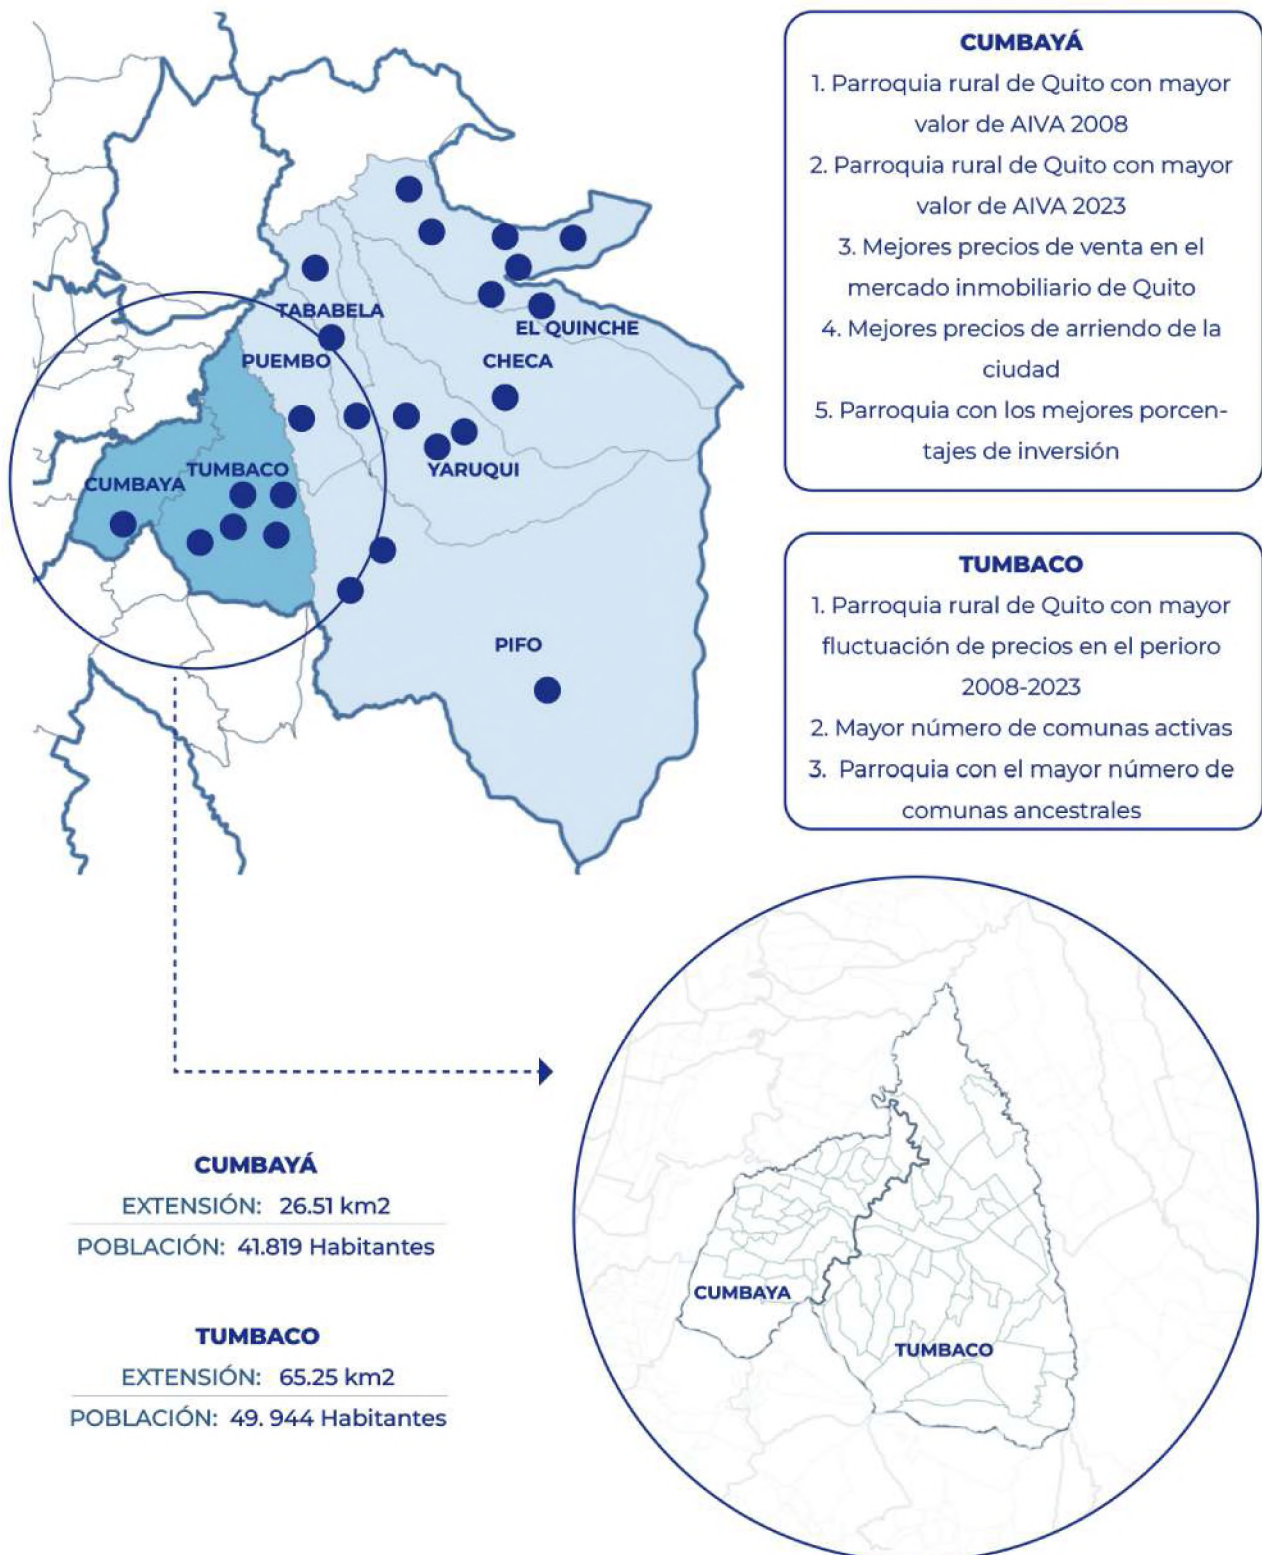 CUMBAYÁ
1. Parroquia rural de Quito con mayor
valor de AIVA 2008
2. Parroquia rural de Quito con mayor
valor de AIVA 2023
3. Mejores precios de venta en el
mercado inmobiliario de Quito
4. Mejores precios de arriendo de la
ciudad
5. Parroquia con los mejores porcen-
tajes de inversión
TABABELA
EL QUINCHE
PUEMBO
CHECA
TUMBACO
YARUQUI
CUMBAYA
PIFO
TUMBACO
1. Parroquia rural de Quito con mayor
fluctuación de precios en el perioro
2008-2023
2. Mayor número de comunas activas
3. Parroquia con el mayor número de
comunas ancestrales
CUMBAYÁ
EXTENSIÓN: 26.51 km2
POBLACIÓN: 41.819 Habitantes
TUMBACO
EXTENSIÓN: 65.25 km2
POBLACIÓN: 49. 944 Habitantes
CUMBAYA
TUMBACO